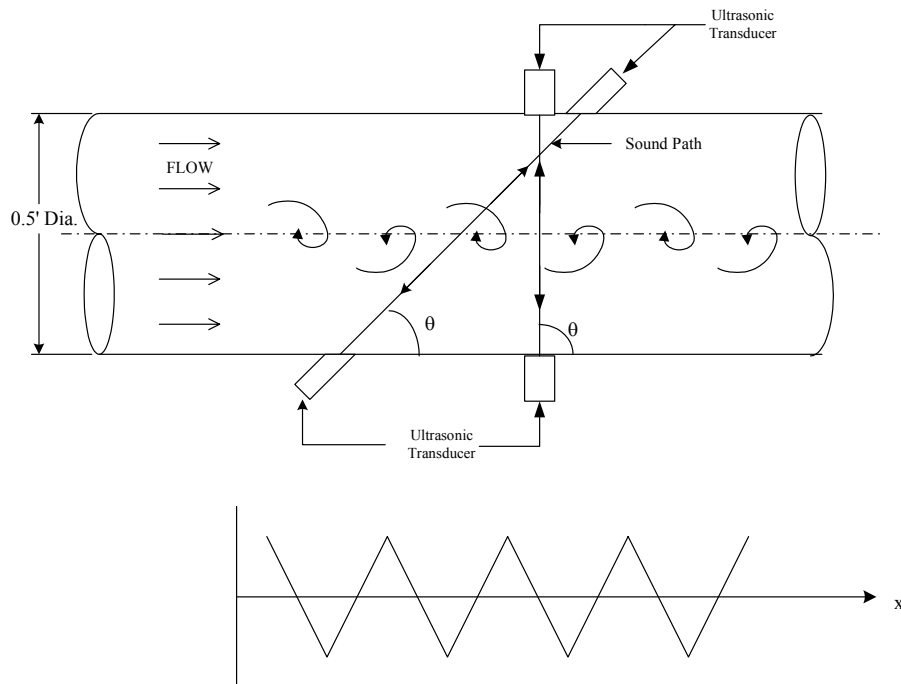 Ultrasonic
Transducer
Sound Path
FLOW
0.5' Dia.
θ
θ
Ultrasonic
Transducer
x